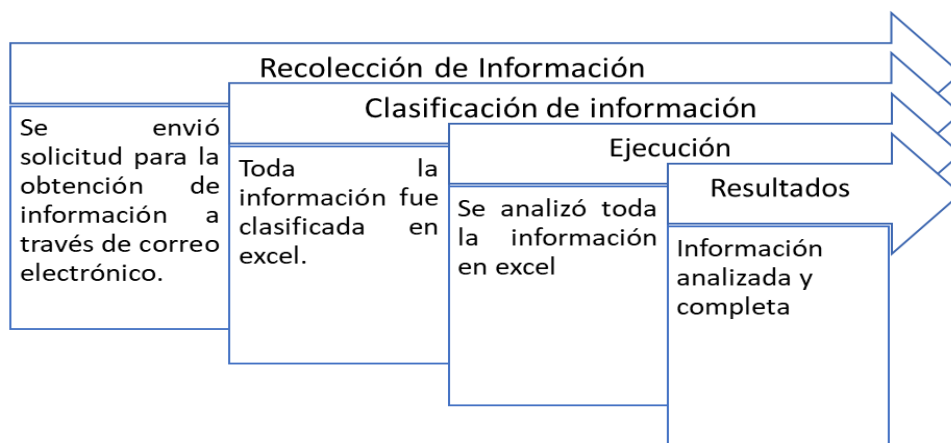 Recolección de Información
Se envió
solicitud para la
obtención de
información a
través de correo
electrónico.
Clasificación de información
Toda la
información fue
clasificada en
excel.
Ejecución
Se analizó toda
la información
en excel
Resultados
Información
analizada y
completa